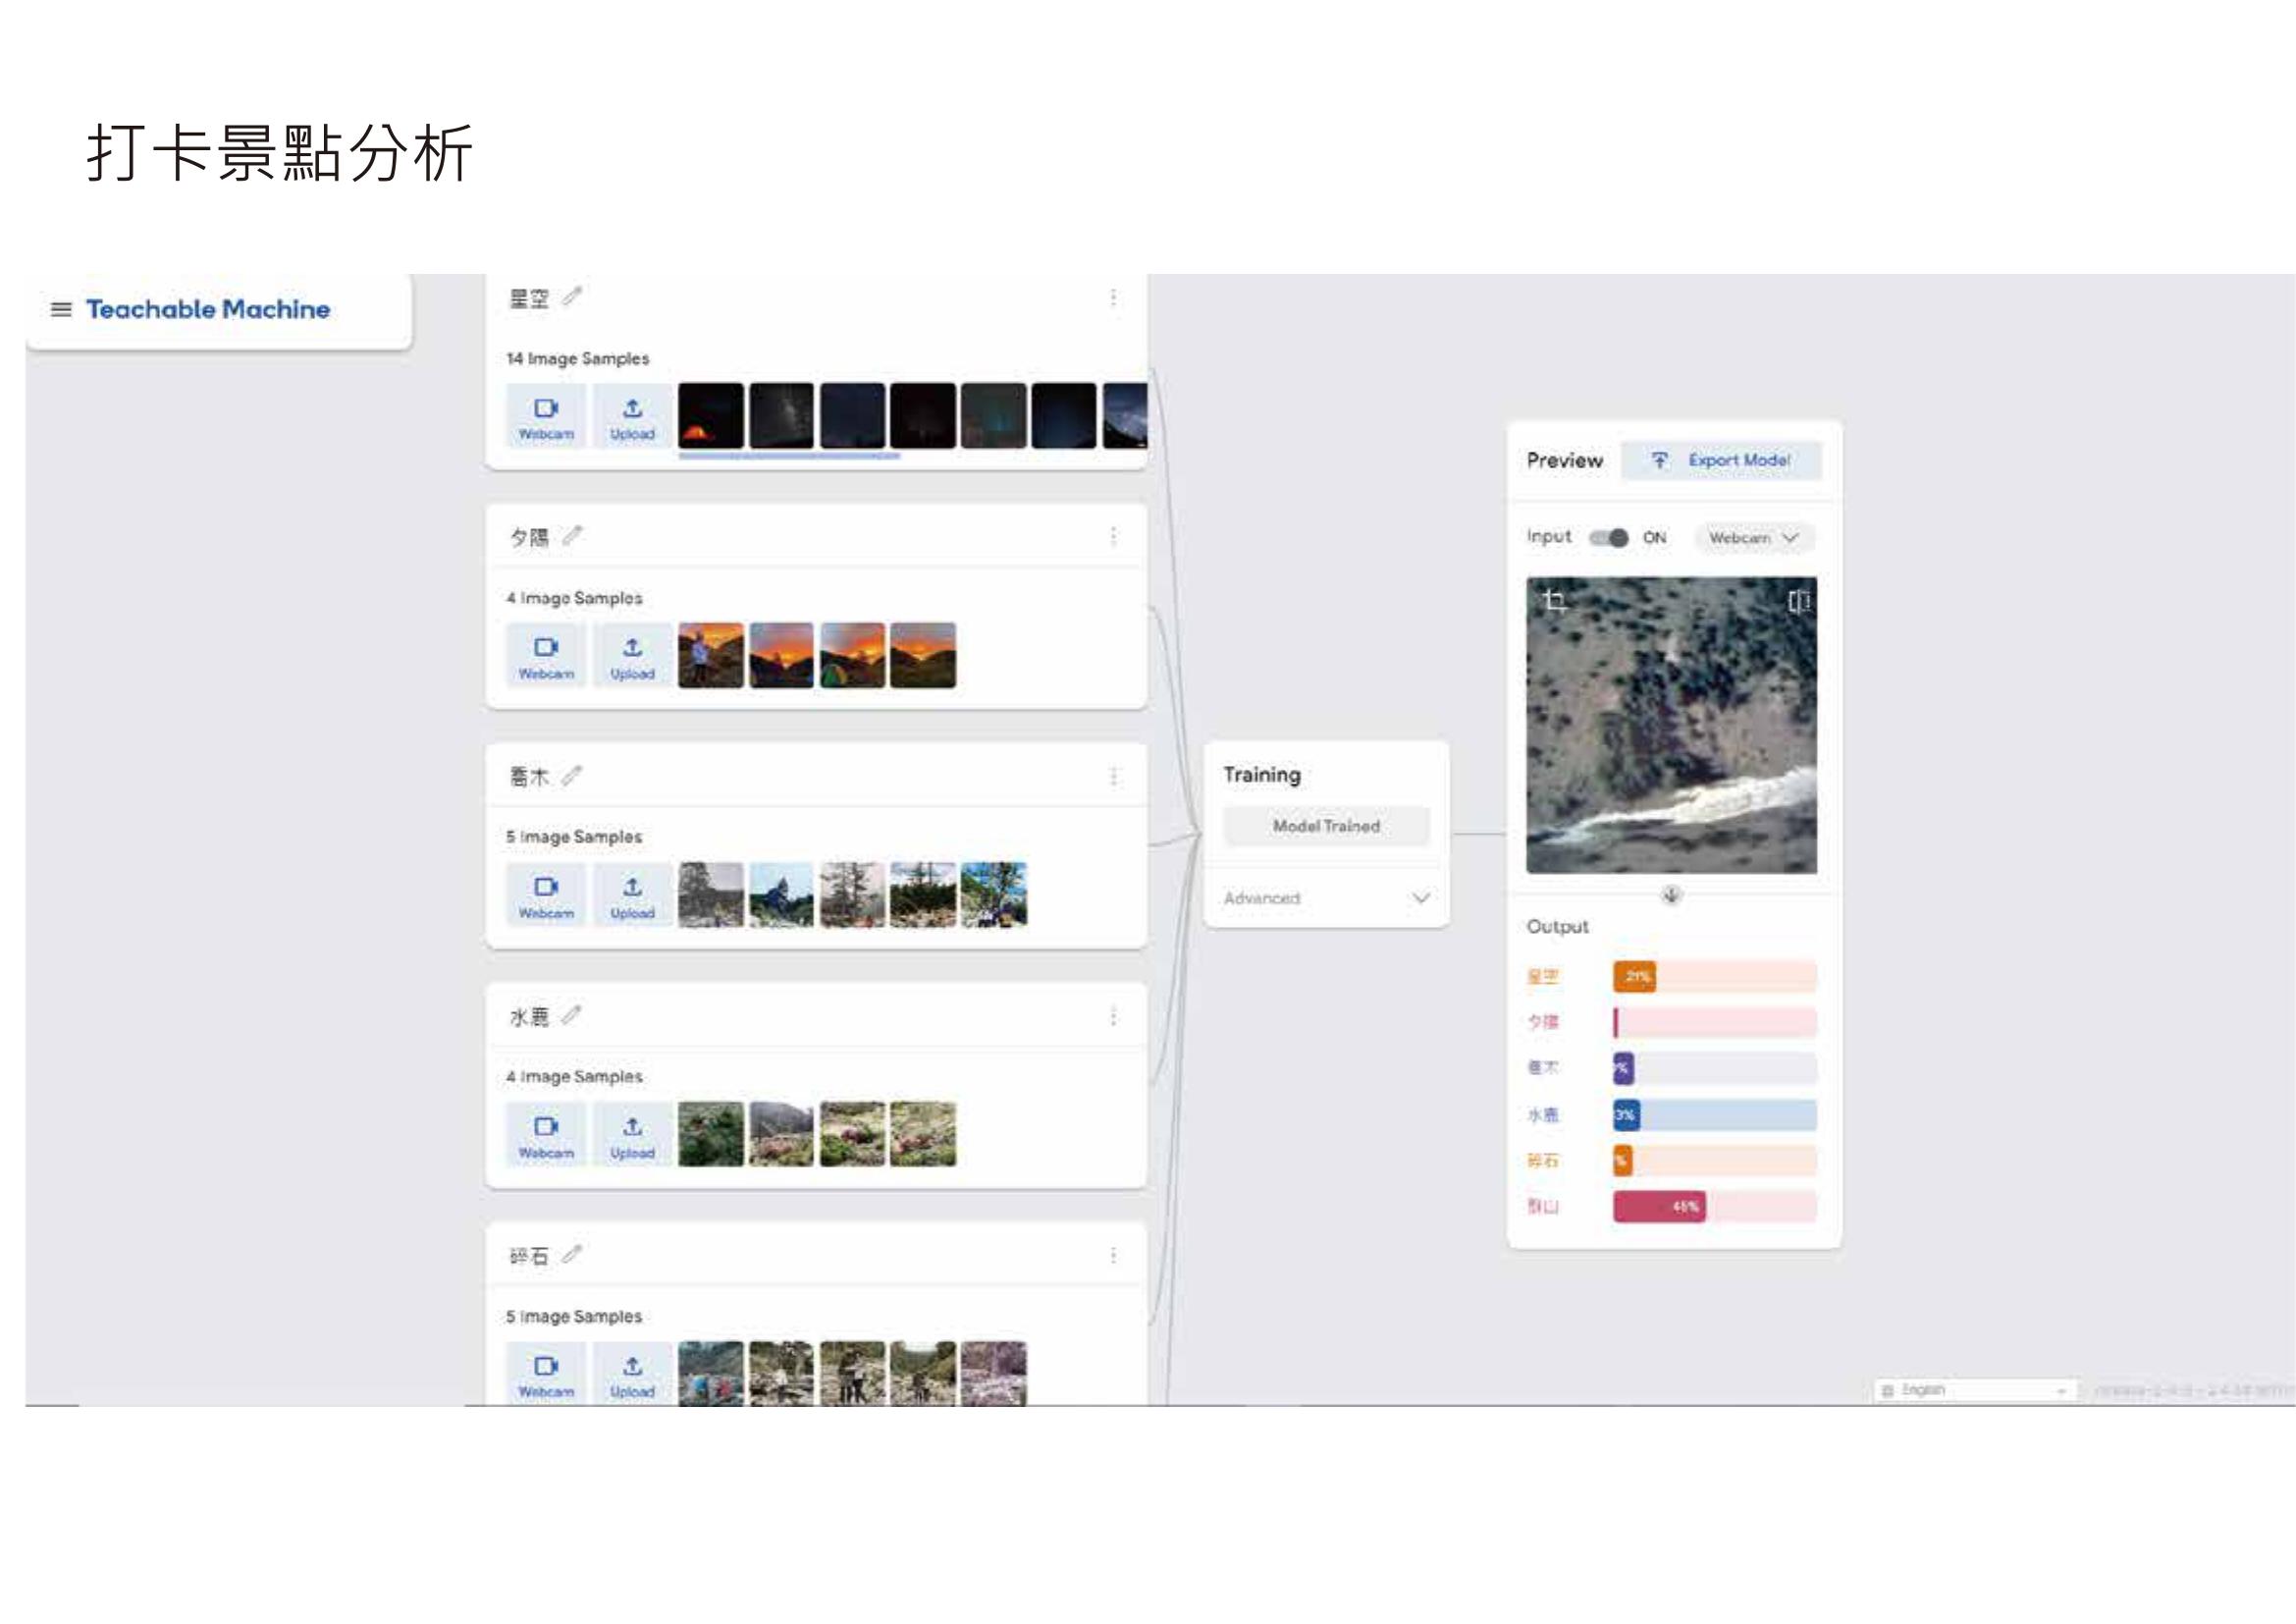 打卡景點分析
Teachable Machine
星空
14 Image Samples
Webcam
Upload
夕陽
4 Image Samples
Webcam
Upload
喬木
5 Image Samples
Webcam
Upload
水鹿
4 Image Samples
Webcam
Upload
碎石
5 Image Samples
Webcam
Upload
Training
Model Trained
Advanced
Preview
Export Model
Input
ON
Webcam
Output
星空
21%
夕陽
喬木
%
水鹿
3%
碎石
%
群山
45%
English